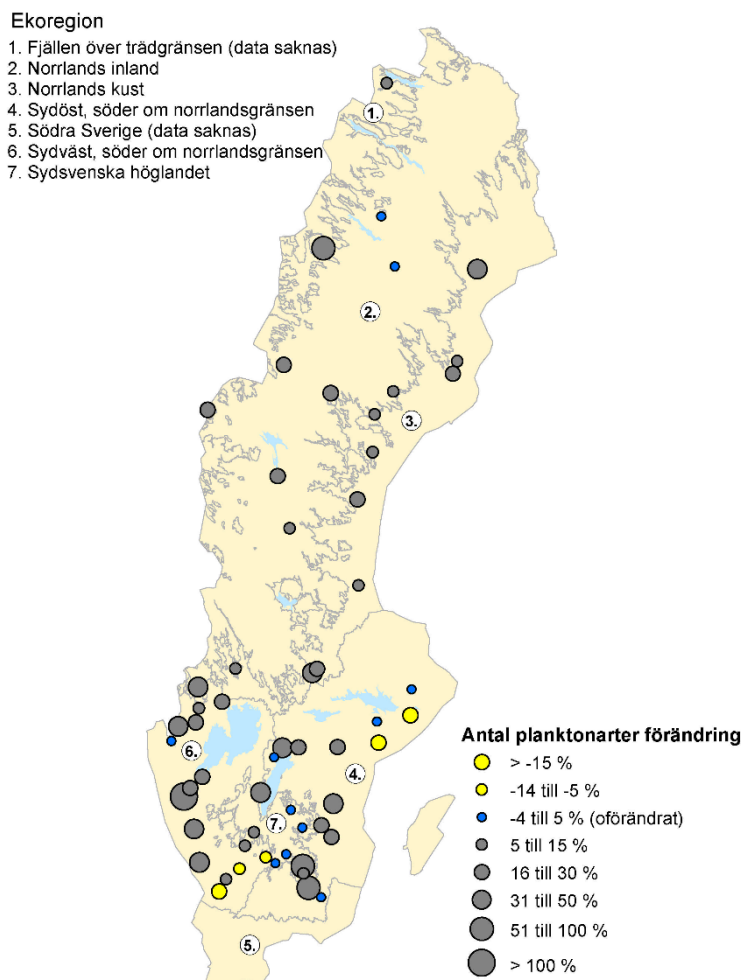 Ekoregion
1. Fjällen över trädgränsen (data saknas)
2. Norrlands inland
3. Norrlands kust
4. Sydöst, söder om norrlandsgränsen
5. Södra Sverige (data saknas)
6. Sydväst, söder om norrlandsgränsen
7. Sydsvenska höglandet
1.
2.
3.
6.
4.
7.
5.
Antal planktonarter förändring
> -15 %
-14 till -5 %
-4 till 5 % (oförändrat)
5 till 15 %
16 till 30 %
31 till 50 %
51 till 100 %
> 100 %